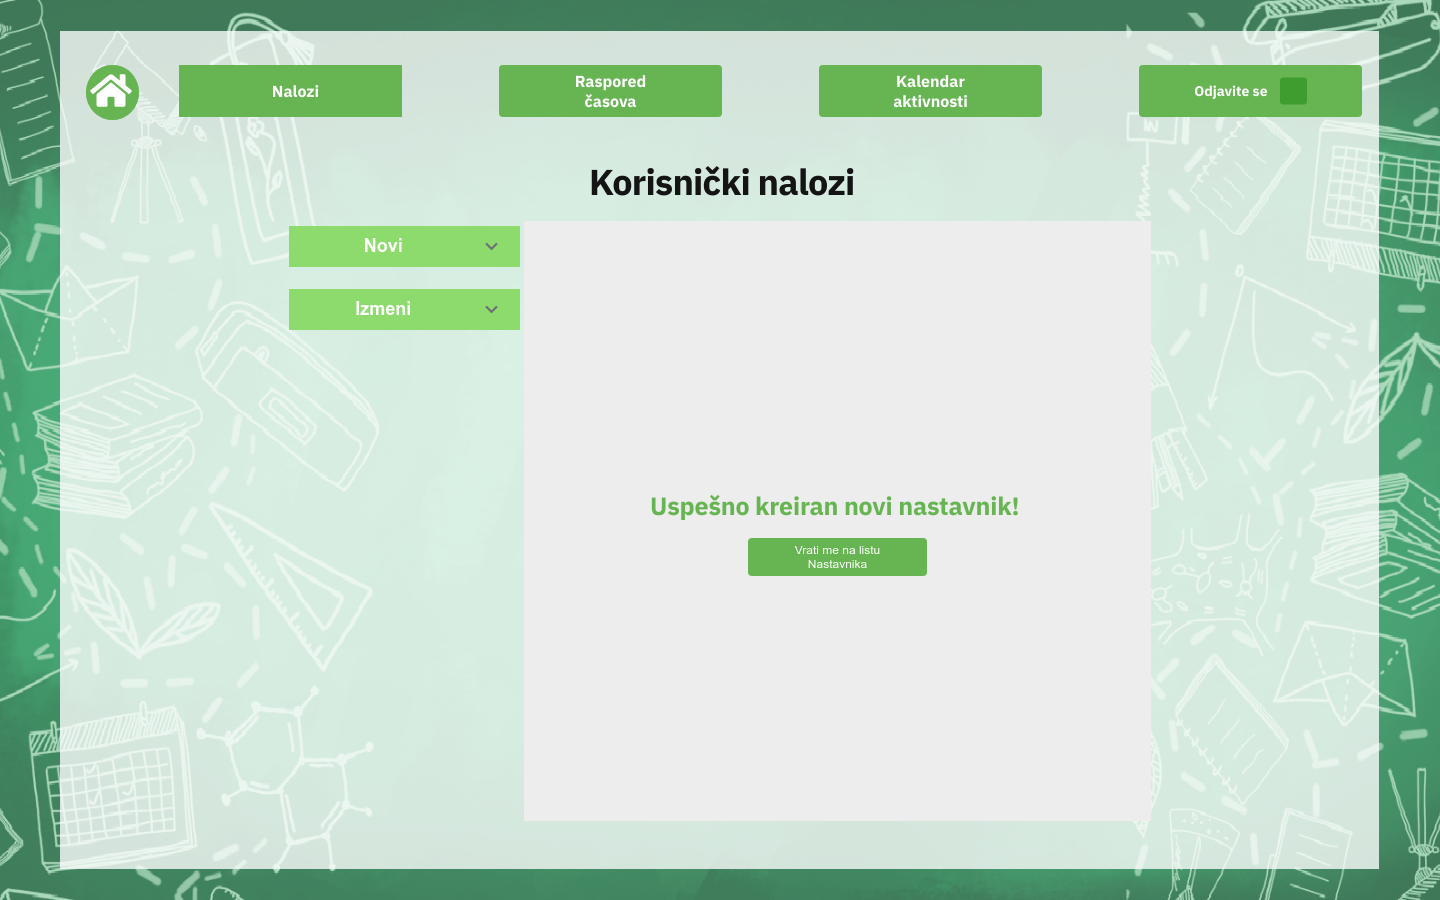 Nalozi
Raspored
časova
Kalendar
aktivnosti
Odjavite se
Korisnički nalozi
Novi
Izmeni
Uspešno kreiran novi nastavnik!
Vrati me na listu
Nastavnika